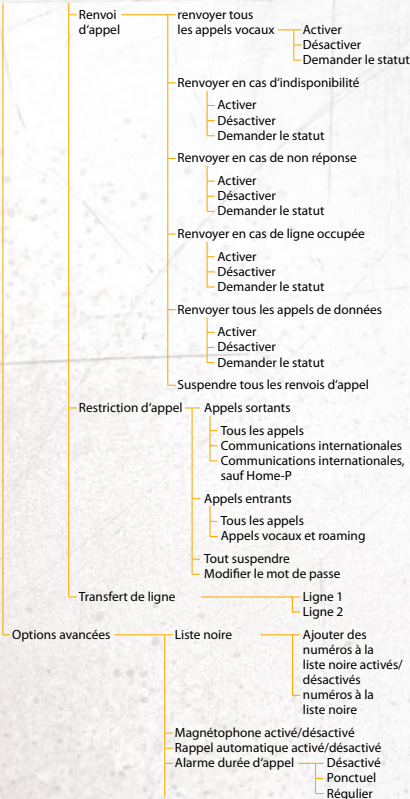 Renvoi
d'appel
renvoyer tous
les appels vocaux
Activer
Désactiver
Demander le statut
Renvoyer en cas d'indisponibilité
Activer
Désactiver
Demander le statut
Renvoyer en cas de non réponse
Activer
Désactiver
Demander le statut
Renvoyer en cas de ligne occupée
Activer
Désactiver
Demander le statut
Renvoyer tous les appels de données
Activer
Désactiver
Demander le statut
Suspendre tous les renvois d'appel
Restriction d'appel
Appels sortants
Tous les appels
Communications internationales
Communications internationales,
sauf Home-P
Appels entrants
Tous les appels
Appels vocaux et roaming
Tout suspendre
Modifier le mot de passe
Transfert de ligne
Ligne 1
Ligne 2
Options avancées
Liste noire
Ajouter des
numéros à la
liste noire activés/
désactivés
numéros à la
liste noire
Magnétophone activé/désactivé
Rappel automatique activé/désactivé
Alarme durée d'appel
Désactivé
Ponctuel
Régulier